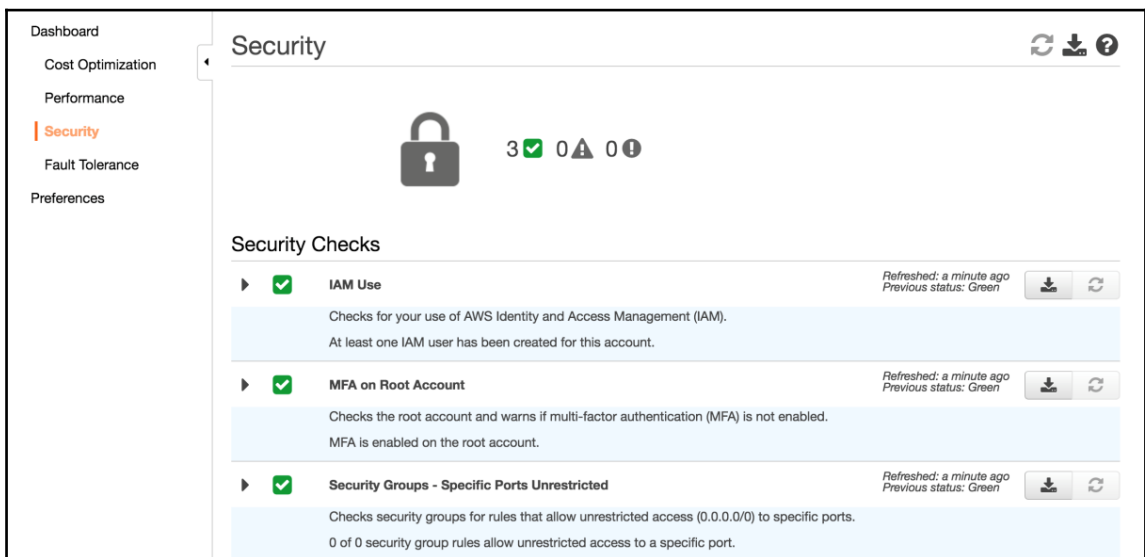 Dashboard
Cost Optimization
Performance
Security
Fault Tolerance
Preferences
Security
3 0 0
Security Checks
IAM Use
Refreshed: a minute ago
Previous status: Green
Checks for your use of AWS Identity and Access Management (IAM).
At least one IAM user has been created for this account.
MFA on Root Account
Refreshed: a minute ago
Previous status: Green
Checks the root account and warns if multi-factor authentication (MFA) is not enabled.
MFA is enabled on the root account.
Security Groups - Specific Ports Unrestricted
Refreshed: a minute ago
Previous status: Green
Checks security groups for rules that allow unrestricted access (0.0.0.0/0) to specific ports.
0 of 0 security group rules allow unrestricted access to a specific port.